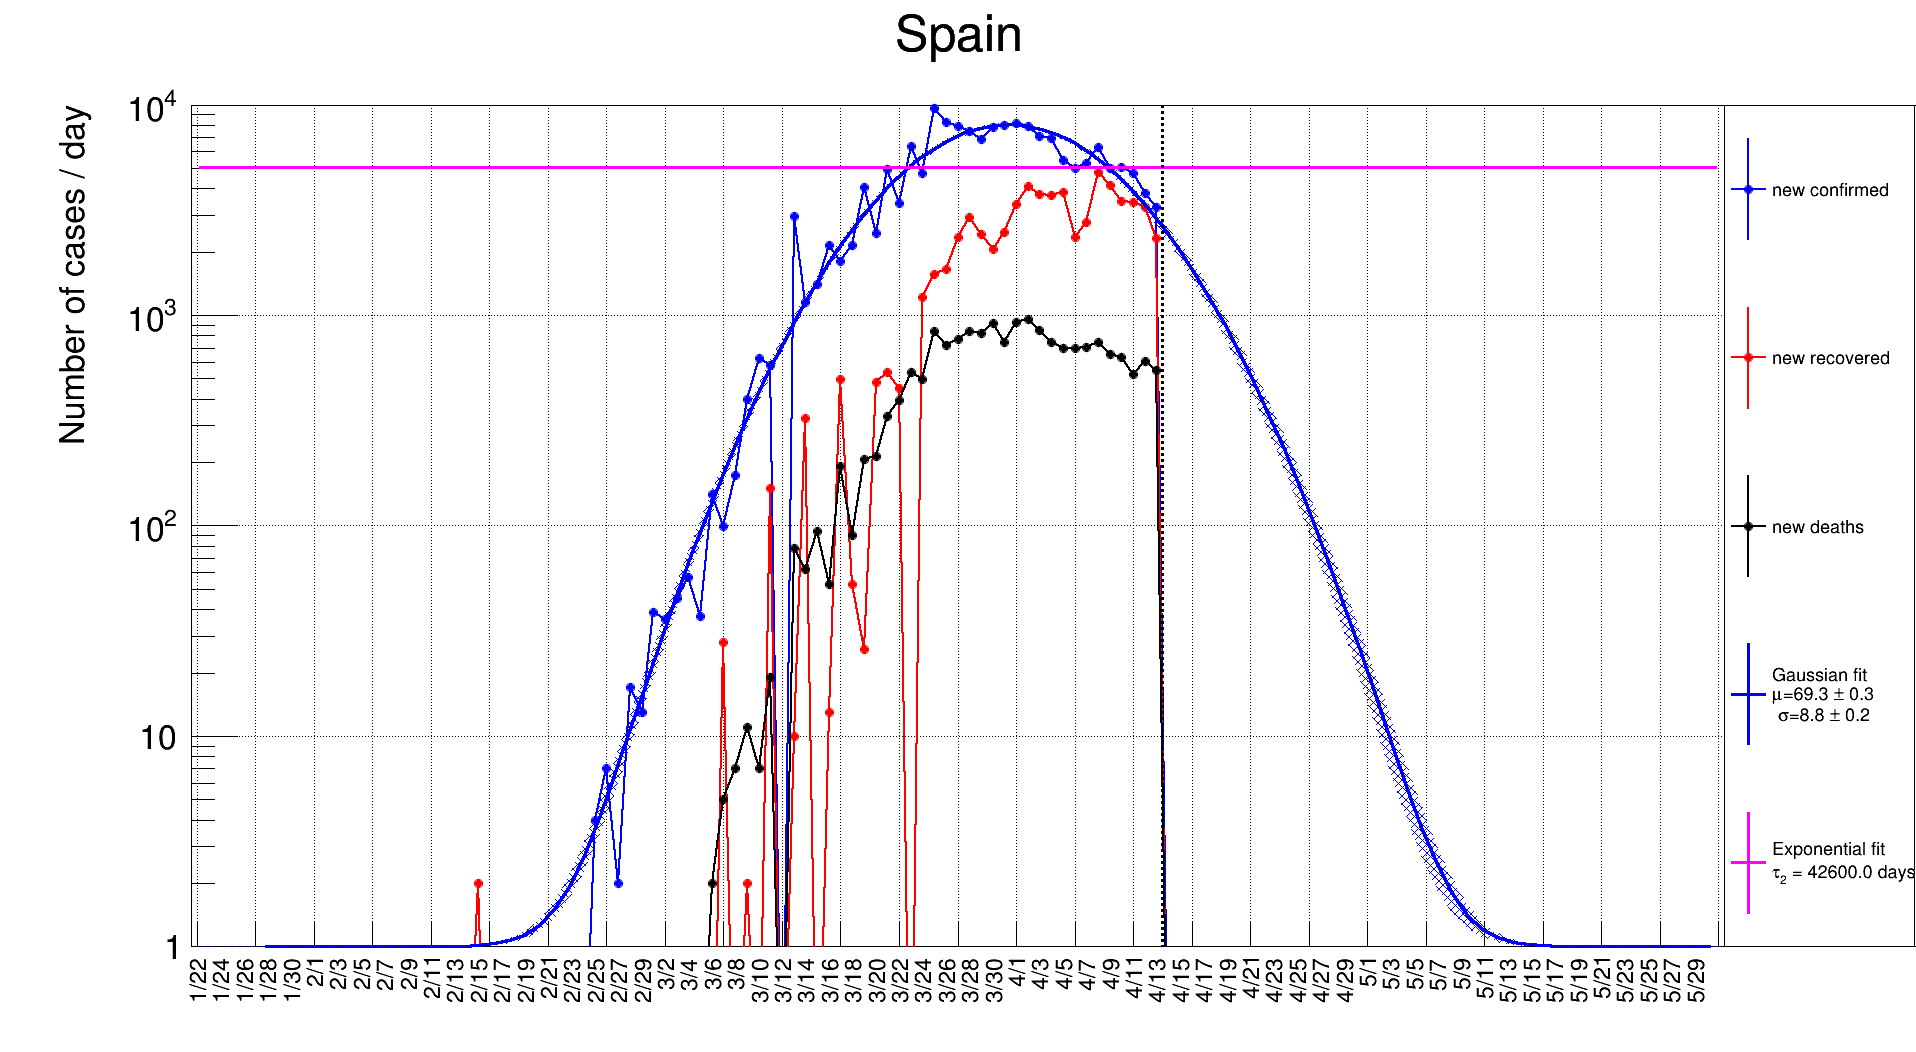 Spain
Number of cases / day
10⁴
10³
10²
10
1
1/22 1/24 1/26 1/28 1/30 2/1 2/3 2/5 2/7 2/9 2/11 2/13 2/15 2/17 2/19 2/21 2/23 2/25 2/27 2/29 3/2 3/4 3/6 3/8 3/10 3/12 3/14 3/16 3/18 3/20 3/22 3/24 3/26 3/28 3/30 4/1 4/3 4/5 4/7 4/9 4/11 4/13 4/15 4/17 4/19 4/21 4/23 4/25 4/27 4/29 5/1 5/3 5/5 5/7 5/9 5/11 5/13 5/15 5/17 5/19 5/21 5/23 5/25 5/27 5/29
new confirmed
new recovered
new deaths
Gaussian fit
μ=69.3 ± 0.3
σ=8.8 ± 0.2
Exponential fit
τ₂ = 42600.0 days